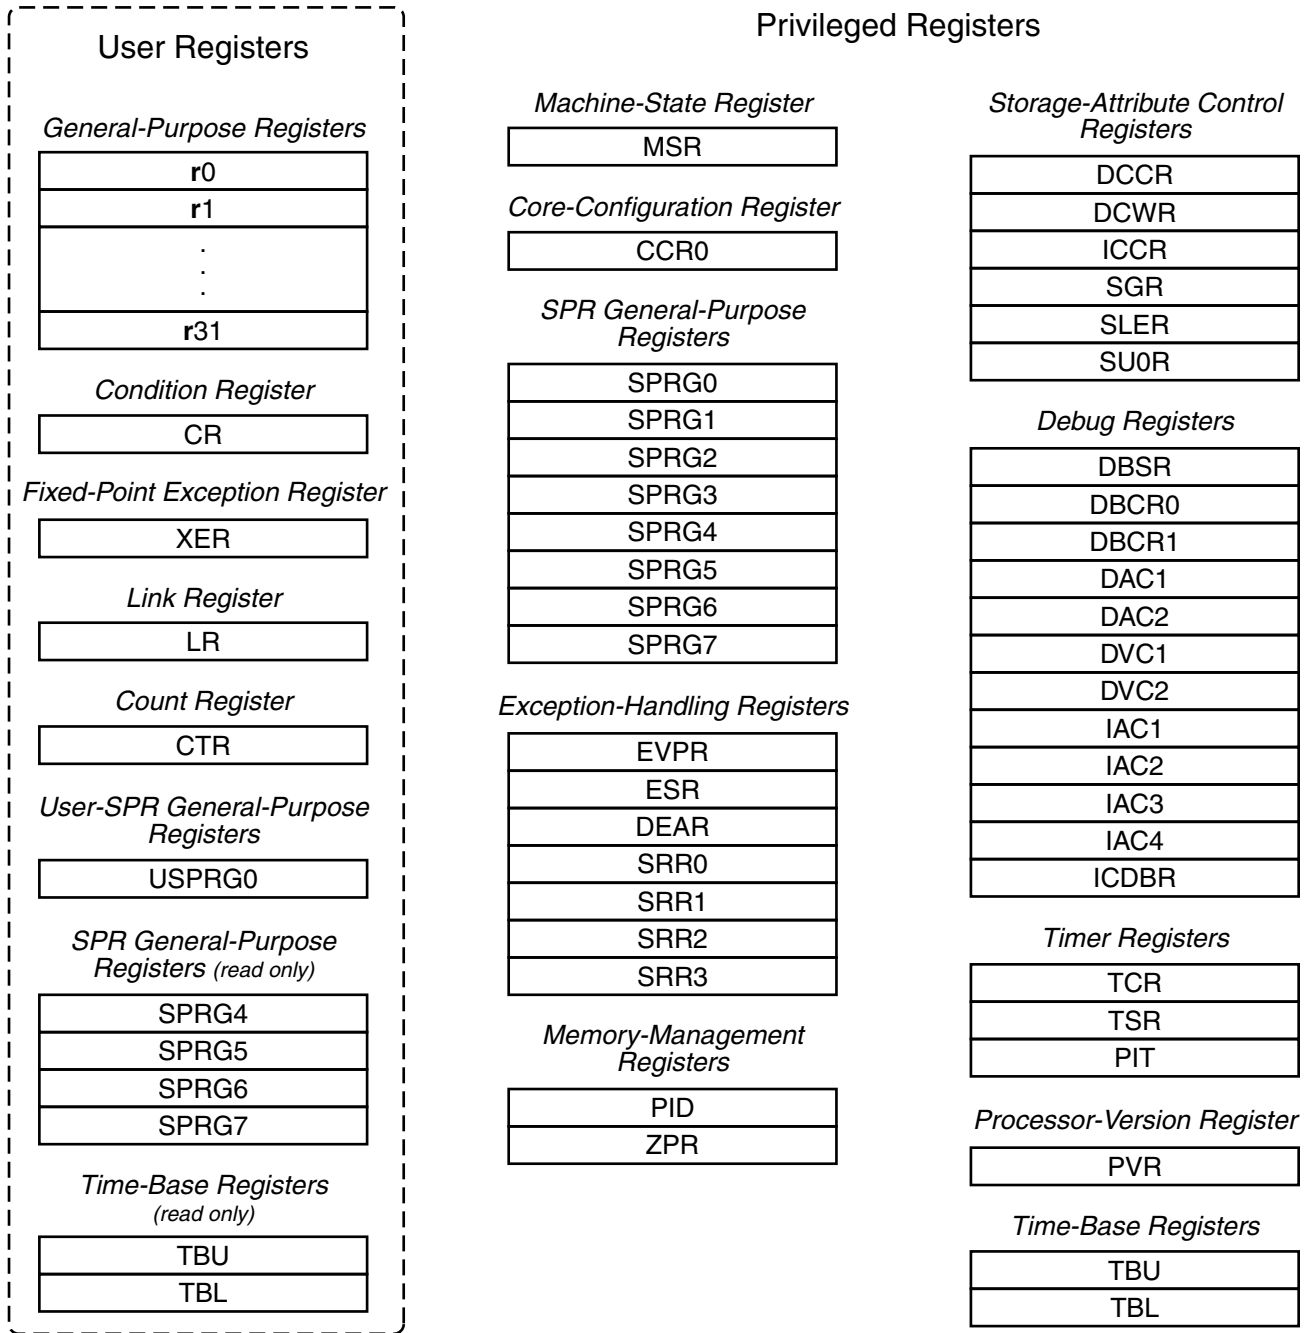 User Registers
General-Purpose Registers
r0
r1
.
.
.
r31
Condition Register
CR
Fixed-Point Exception Register
XER
Link Register
LR
Count Register
CTR
User-SPR General-Purpose
Registers
USPRG0
SPR General-Purpose
Registers (read only)
SPRG4
SPRG5
SPRG6
SPRG7
Time-Base Registers
(read only)
TBU
TBL
Privileged Registers
Machine-State Register
MSR
Core-Configuration Register
CCR0
SPR General-Purpose
Registers
SPRG0
SPRG1
SPRG2
SPRG3
SPRG4
SPRG5
SPRG6
SPRG7
Exception-Handling Registers
EVPR
ESR
DEAR
SRR0
SRR1
SRR2
SRR3
Memory-Management
Registers
PID
ZPR
Storage-Attribute Control
Registers
DCCR
DCWR
ICCR
SGR
SLER
SU0R
Debug Registers
DBSR
DBCR0
DBCR1
DAC1
DAC2
DVC1
DVC2
IAC1
IAC2
IAC3
IAC4
ICDBR
Timer Registers
TCR
TSR
PIT
Processor-Version Register
PVR
Time-Base Registers
TBU
TBL